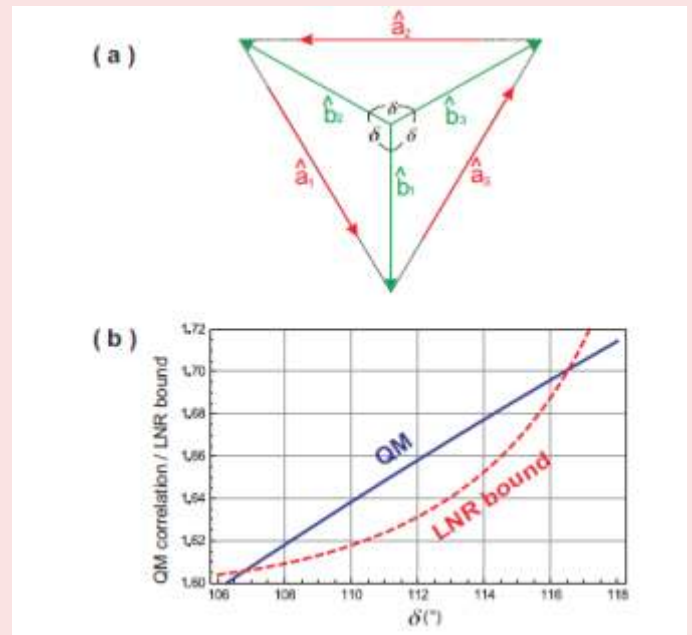 ( a )
â₂
b̂₂ δ b̂₃
δ δ
â₁ b̂₁ â₃
( b )
QM correlation / LNR bound
1,72
1,70
1,68
1,66
1,64
1,62
1,60
QM
LNR bound
106 108 110 112 114 116 118
δ(°)